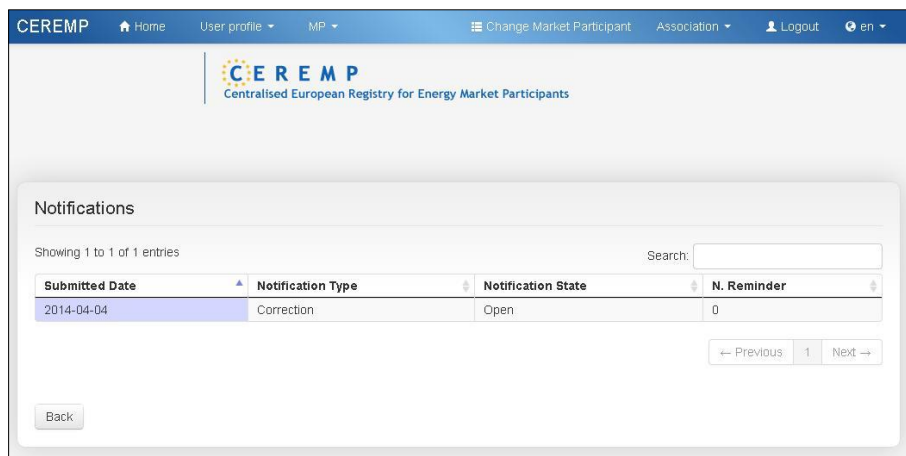 CEREMP Home User profile MP Change Market Participant Association Logout en
CEREMP
Centralised European Registry for Energy Market Participants
Notifications
Showing 1 to 1 of 1 entries Search:
Submitted Date Notification Type Notification State N. Reminder
2014-04-04 Correction Open 0
← Previous 1 Next →
Back